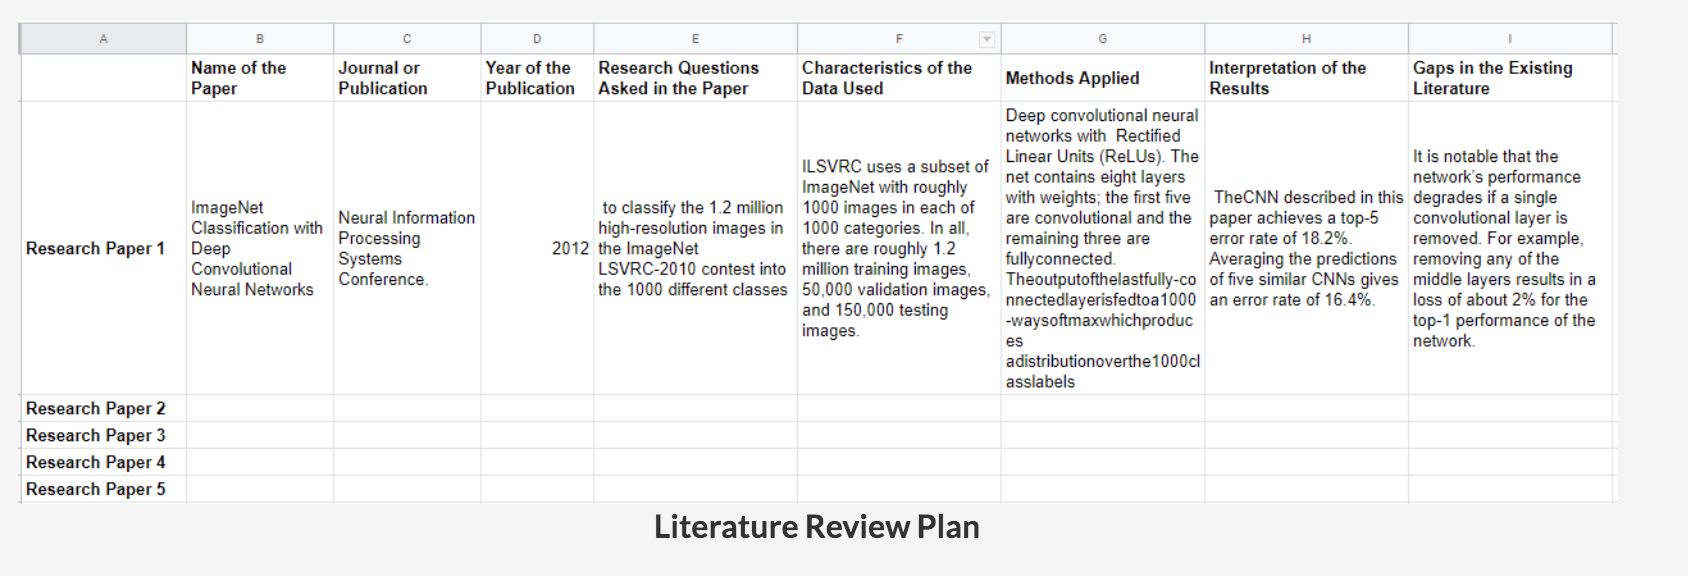 A
B
C
D
E
F
G
H
I
Name of the
Paper
Journal or
Publication
Year of the
Publication
Research Questions
Asked in the Paper
Characteristics of the
Data Used
Methods Applied
Interpretation of the
Results
Gaps in the Existing
Literature
Research Paper 1
ImageNet
Classification with
Deep
Convolutional
Neural Networks
Neural Information
Processing
Systems
Conference.
2012
to classify the 1.2 million
high-resolution images in
the ImageNet
LSVRC-2010 contest into
the 1000 different classes
ILSVRC uses a subset of
ImageNet with roughly
1000 images in each of
1000 categories. In all,
there are roughly 1.2
million training images,
50,000 validation images,
and 150,000 testing
images.
Deep convolutional neural
networks with  Rectified
Linear Units (ReLUs). The
net contains eight layers
with weights; the first five
are convolutional and the
remaining three are
fullyconnected.
Theoutputofthelastfully-co
nnectedlayerisfedtoa1000
-waysoftmaxwhichproduc
es
adistributionoverthe1000cl
asslabels
TheCNN described in this
paper achieves a top-5
error rate of 18.2%.
Averaging the predictions
of five similar CNNs gives
an error rate of 16.4%.
It is notable that the
network's performance
degrades if a single
convolutional layer is
removed. For example,
removing any of the
middle layers results in a
loss of about 2% for the
top-1 performance of the
network.
Research Paper 2
Research Paper 3
Research Paper 4
Research Paper 5
Literature Review Plan